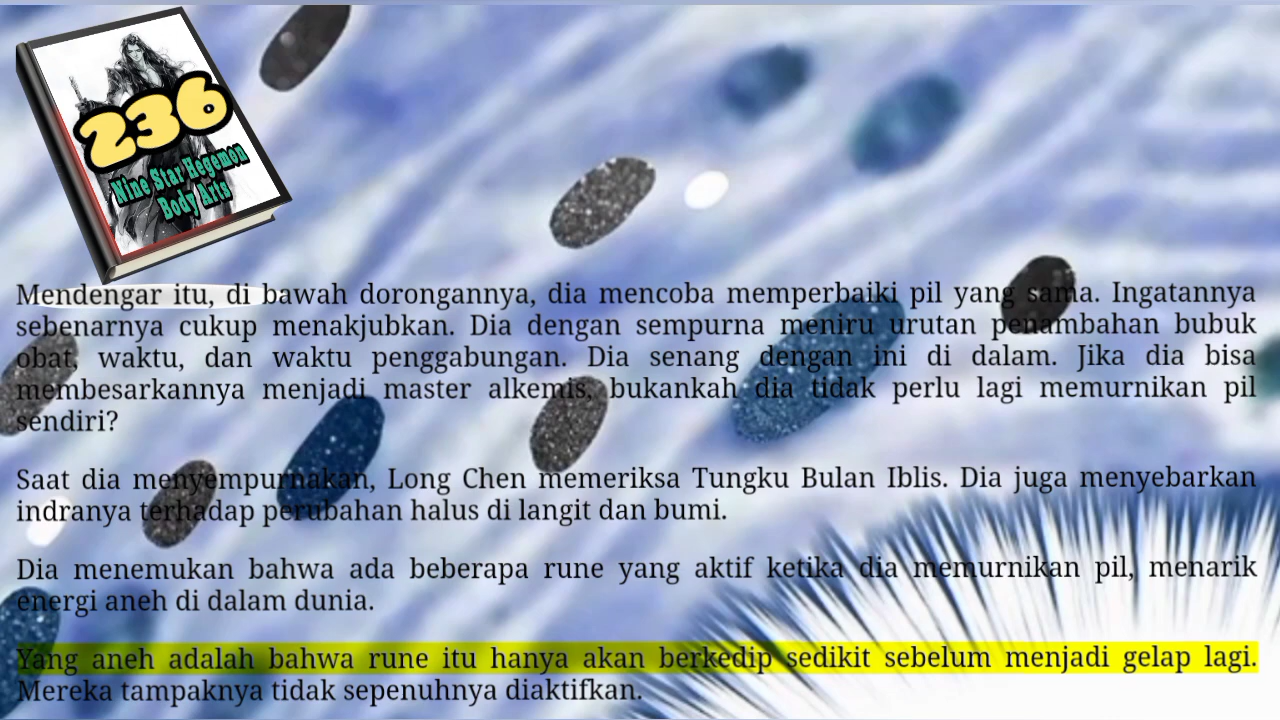 236
Nine Star Hegemon
Body Arts
Mendengar itu, di bawah dorongannya, dia mencoba memperbaiki pil yang sama. Ingatannya
sebenarnya cukup menakjubkan. Dia dengan sempurna meniru urutan penambahan bubuk
obat, waktu, dan waktu penggabungan. Dia senang dengan ini di dalam. Jika dia bisa
membesarkannya menjadi master alkemis, bukankah dia tidak perlu lagi memurnikan pil
sendiri?
Saat dia menyempurnakan, Long Chen memeriksa Tungku Bulan Iblis. Dia juga menyebarkan
indranya terhadap perubahan halus di langit dan bumi.
Dia menemukan bahwa ada beberapa rune yang aktif ketika dia memurnikan pil, menarik
energi aneh di dalam dunia.
Yang aneh adalah bahwa rune itu hanya akan berkedip sedikit sebelum menjadi gelap lagi.
Mereka tampaknya tidak sepenuhnya diaktifkan.